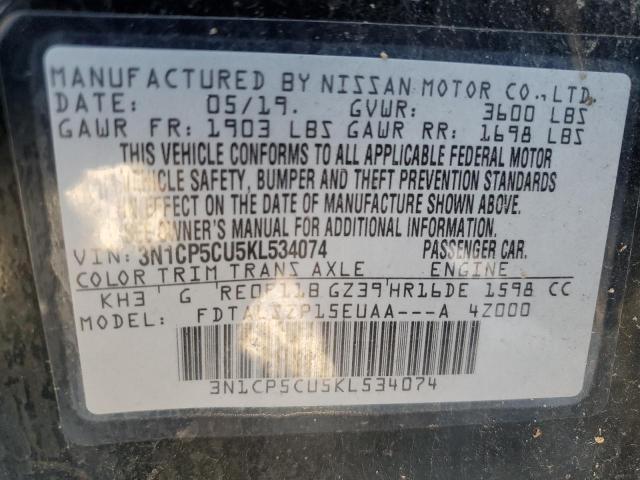 MANUFACTURED BY NISSAN MOTOR CO.,LTD.
DATE: 05/19. GVWR: 3600 LBS
GAWR FR: 1903 LBS GAWR RR: 1698 LBS
THIS VEHICLE CONFORMS TO ALL APPLICABLE FEDERAL MOTOR
VEHICLE SAFETY, BUMPER AND THEFT PREVENTION STANDARDS
IN EFFECT ON THE DATE OF MANUFACTURE SHOWN ABOVE.
SEE OWNER'S MANUAL FOR ADDITIONAL INFORMATION.
VIN: 3N1CP5CU5KL534074 PASSENGER CAR.
COLOR TRIM TRANS AXLE ENGINE
KH3 G RE0F11B GZ39 HR16DE 1598 CC
P15EUAA---A 4Z000
3N1CP5CU5KL534074